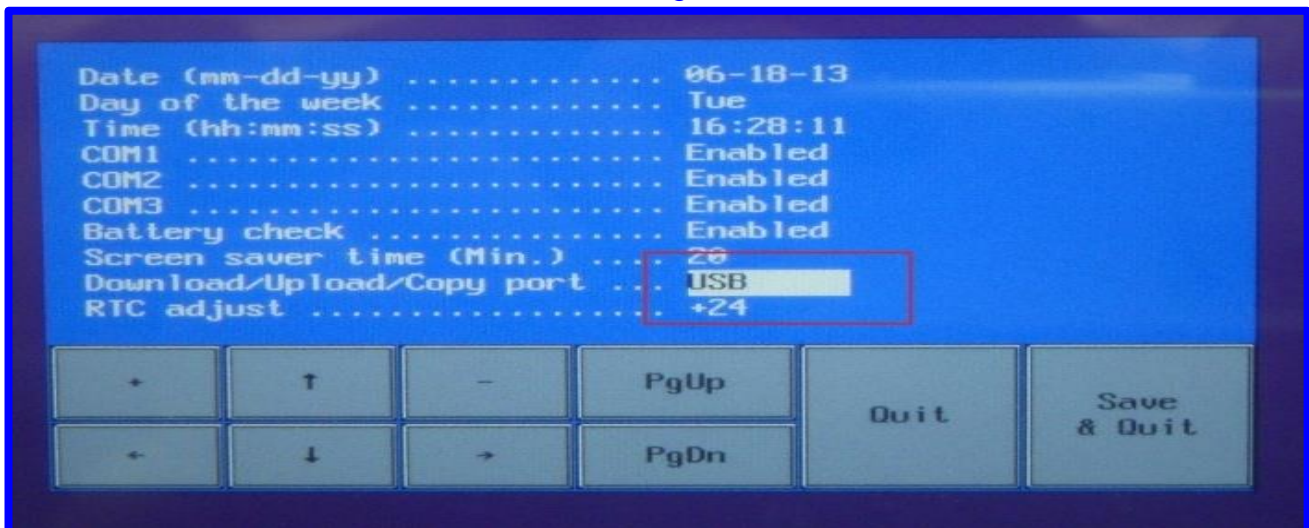 Date (mm-dd-yy) .............. 06-18-13
Day of the week .............. Tue
Time (hh:mm:ss) .............. 16:28:11
COM1 .......................... Enabled
COM2 .......................... Enabled
COM3 .......................... Enabled
Battery check ................ Enabled
Screen saver time (Min.) .... 20
Download/Upload/Copy port ... USB
RTC adjust ................... +24
+ ↑ - PgUp
Quit
Save
& Quit
← ↓ → PgDn